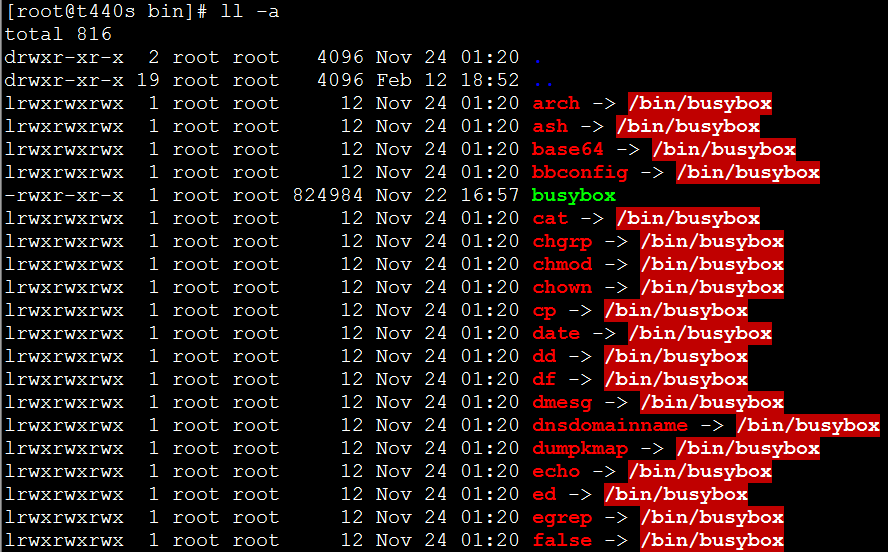 [root@t440s bin]# ll -a
total 816
drwxr-xr-x  2 root root   4096 Nov 24 01:20 .
drwxr-xr-x 19 root root   4096 Feb 12 18:52 ..
lrwxrwxrwx  1 root root     12 Nov 24 01:20 arch -> /bin/busybox
lrwxrwxrwx  1 root root     12 Nov 24 01:20 ash -> /bin/busybox
lrwxrwxrwx  1 root root     12 Nov 24 01:20 base64 -> /bin/busybox
lrwxrwxrwx  1 root root     12 Nov 24 01:20 bbconfig -> /bin/busybox
-rwxr-xr-x  1 root root 824984 Nov 22 16:57 busybox
lrwxrwxrwx  1 root root     12 Nov 24 01:20 cat -> /bin/busybox
lrwxrwxrwx  1 root root     12 Nov 24 01:20 chgrp -> /bin/busybox
lrwxrwxrwx  1 root root     12 Nov 24 01:20 chmod -> /bin/busybox
lrwxrwxrwx  1 root root     12 Nov 24 01:20 chown -> /bin/busybox
lrwxrwxrwx  1 root root     12 Nov 24 01:20 cp -> /bin/busybox
lrwxrwxrwx  1 root root     12 Nov 24 01:20 date -> /bin/busybox
lrwxrwxrwx  1 root root     12 Nov 24 01:20 dd -> /bin/busybox
lrwxrwxrwx  1 root root     12 Nov 24 01:20 df -> /bin/busybox
lrwxrwxrwx  1 root root     12 Nov 24 01:20 dmesg -> /bin/busybox
lrwxrwxrwx  1 root root     12 Nov 24 01:20 dnsdomainname -> /bin/busybox
lrwxrwxrwx  1 root root     12 Nov 24 01:20 dumpkmap -> /bin/busybox
lrwxrwxrwx  1 root root     12 Nov 24 01:20 echo -> /bin/busybox
lrwxrwxrwx  1 root root     12 Nov 24 01:20 ed -> /bin/busybox
lrwxrwxrwx  1 root root     12 Nov 24 01:20 egrep -> /bin/busybox
lrwxrwxrwx  1 root root     12 Nov 24 01:20 false -> /bin/busybox